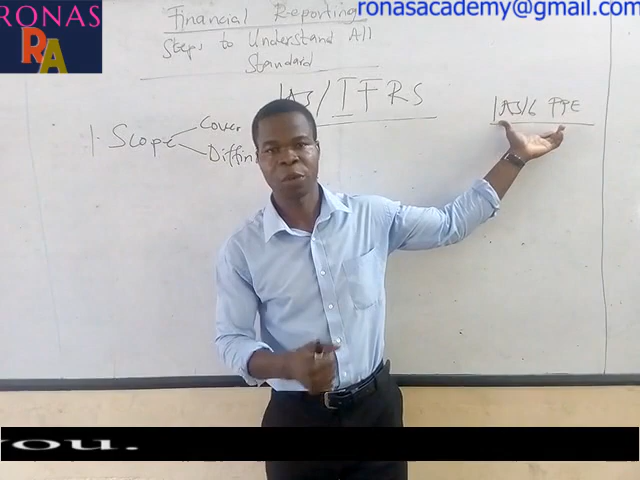 RONAS
RA
ronasacademy@gmail.com
Financial Reporting
Steps to Understand All
Standard
IAS/IFRS
IAS16 PPE
1. Scope
Cover
you.